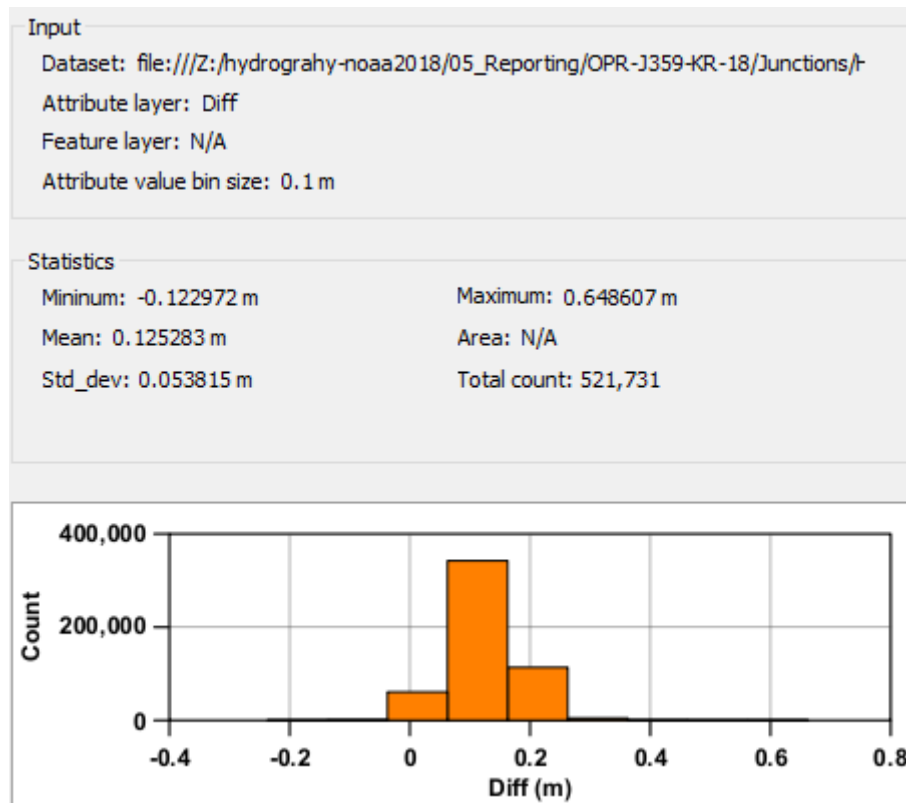 Input
Dataset: file:///Z:/hydrograhy-noaa2018/05_Reporting/OPR-J359-KR-18/Junctions/H
Attribute layer: Diff
Feature layer: N/A
Attribute value bin size: 0.1 m
Statistics
Mininum: -0.122972 m Maximum: 0.648607 m
Mean: 0.125283 m Area: N/A
Std_dev: 0.053815 m Total count: 521,731
400,000
200,000
0
Count
-0.4 -0.2 0 0.2 0.4 0.6 0.8
Diff (m)